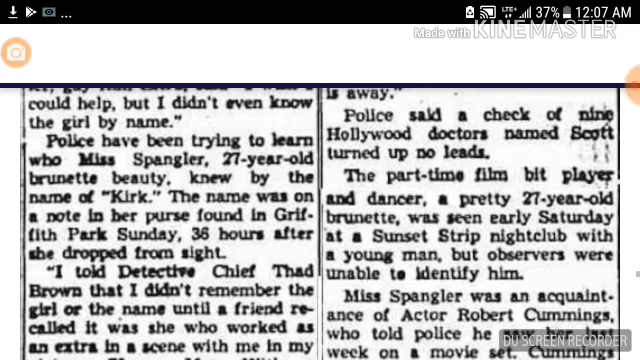 ... LTE+ 37% 12:07 AM
Made with KINEMASTER
could help, but I didn't even know
the girl by name."
Police have been trying to learn
who Miss Spangler, 27-year-old
brunette beauty, knew by the
name of "Kirk." The name was on
a note in her purse found in Grif-
fith Park Sunday, 36 hours after
she dropped from sight.
"I told Detective Chief Thad
Brown that I didn't remember the
girl or the name until a friend re-
called it was she who worked as
an extra in a scene with me in my
is away."
Police said a check of nine
Hollywood doctors named Scott
turned up no leads.
The part-time film bit player
and dancer, a pretty 27-year-old
brunette, was seen early Saturday
at a Sunset Strip nightclub with
a young man, but observers were
unable to identify him.
Miss Spangler was an acquaint-
ance of Actor Robert Cummings,
who told police he saw her last
week on a movie set. Cummings
DU SCREEN RECORDER